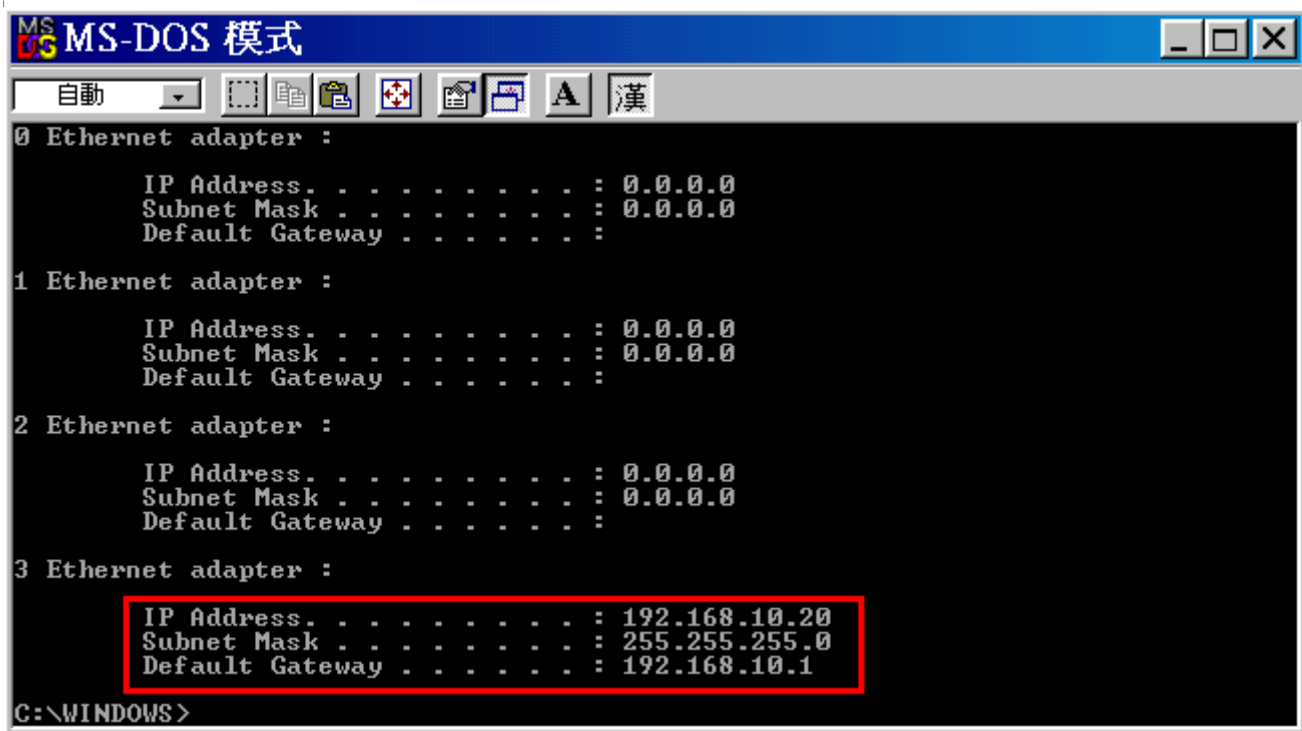 MS-DOS 模式
自動 A 漢
0 Ethernet adapter :
IP Address. . . . . . . . . : 0.0.0.0
Subnet Mask . . . . . . . . : 0.0.0.0
Default Gateway . . . . . . :
1 Ethernet adapter :
IP Address. . . . . . . . . : 0.0.0.0
Subnet Mask . . . . . . . . : 0.0.0.0
Default Gateway . . . . . . :
2 Ethernet adapter :
IP Address. . . . . . . . . : 0.0.0.0
Subnet Mask . . . . . . . . : 0.0.0.0
Default Gateway . . . . . . :
3 Ethernet adapter :
IP Address. . . . . . . . . : 192.168.10.20
Subnet Mask . . . . . . . . : 255.255.255.0
Default Gateway . . . . . . : 192.168.10.1
C:\WINDOWS>